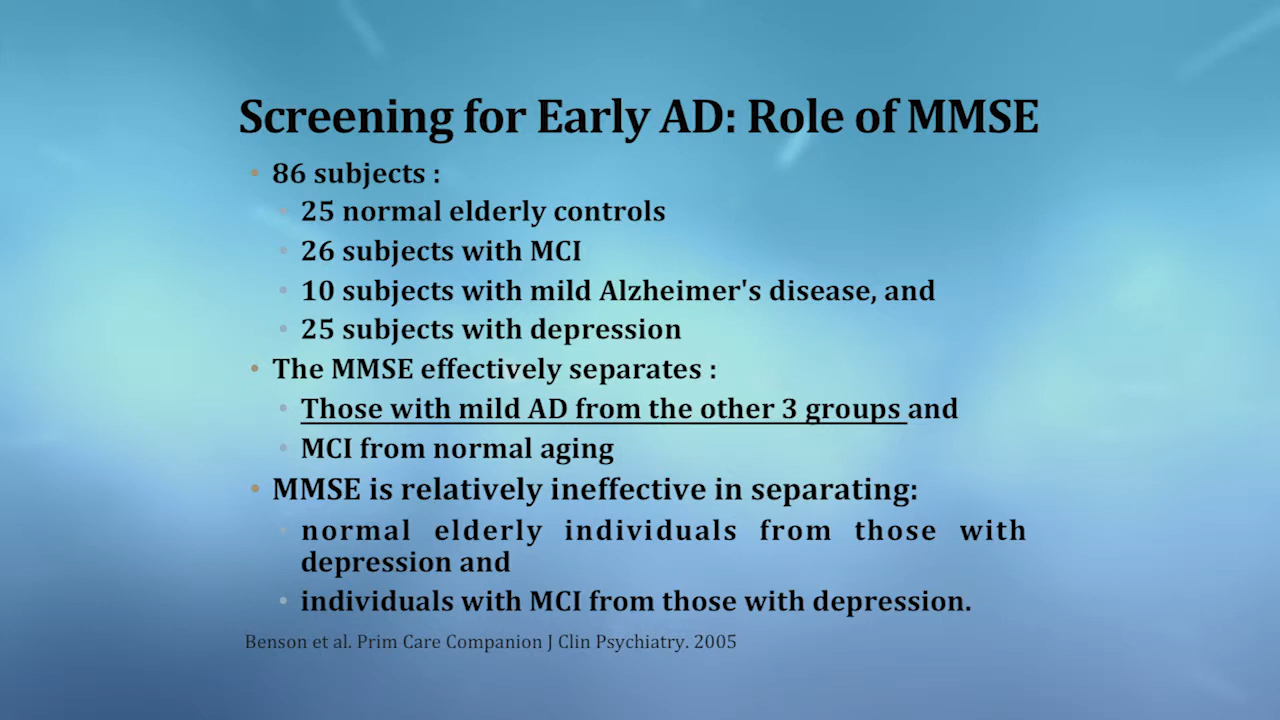 Screening for Early AD: Role of MMSE
• 86 subjects :
• 25 normal elderly controls
• 26 subjects with MCI
• 10 subjects with mild Alzheimer's disease, and
• 25 subjects with depression
• The MMSE effectively separates :
• Those with mild AD from the other 3 groups and
• MCI from normal aging
• MMSE is relatively ineffective in separating:
• normal elderly individuals from those with
depression and
• individuals with MCI from those with depression.
Benson et al. Prim Care Companion J Clin Psychiatry. 2005